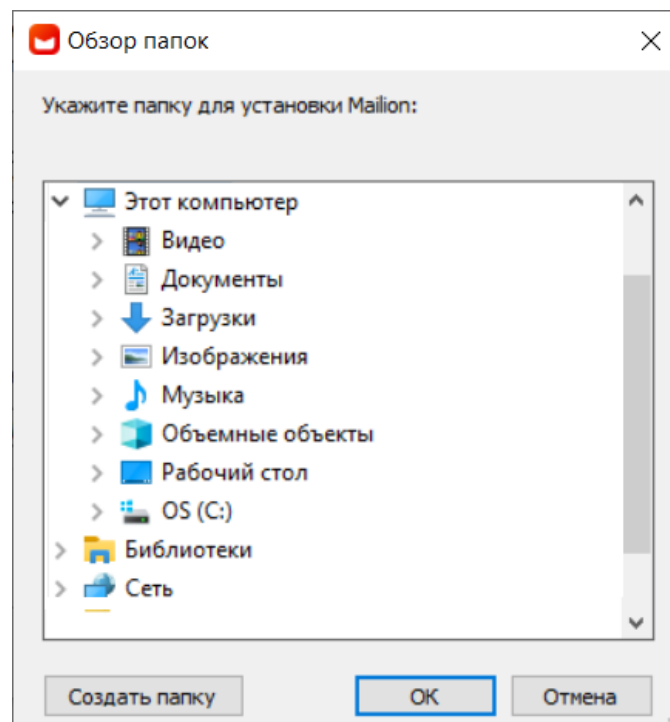 Обзор папок
Укажите папку для установки Mailion:
Этот компьютер
Видео
Документы
Загрузки
Изображения
Музыка
Объемные объекты
Рабочий стол
OS (C:)
Библиотеки
Сеть
Создать папку ОК Отмена